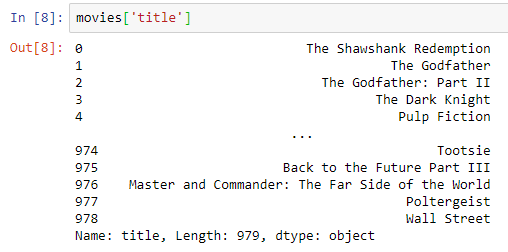 In [8]: movies['title']
Out[8]: 0 The Shawshank Redemption
1 The Godfather
2 The Godfather: Part II
3 The Dark Knight
4 Pulp Fiction
...
974 Tootsie
975 Back to the Future Part III
976 Master and Commander: The Far Side of the World
977 Poltergeist
978 Wall Street
Name: title, Length: 979, dtype: object